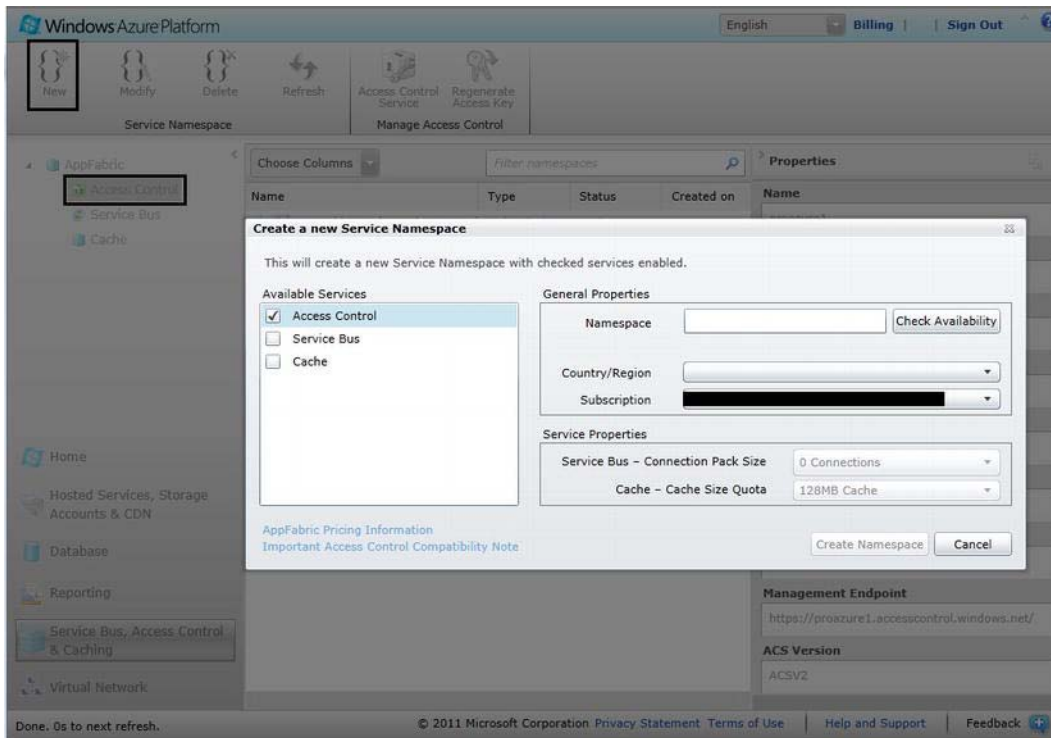 Windows Azure Platform
English
Billing | | Sign Out
New
Modify
Delete
Refresh
Access Control Service
Regenerate Access Key
Service Namespace
Manage Access Control
AppFabric
Access Control
Service Bus
Cache
Choose Columns
Filter namespaces
Name
Type
Status
Created on
Properties
Name
Create a new Service Namespace
This will create a new Service Namespace with checked services enabled.
Available Services
Access Control
Service Bus
Cache
General Properties
Namespace
Check Availability
Country/Region
Subscription
Service Properties
Service Bus – Connection Pack Size
0 Connections
Cache – Cache Size Quota
128MB Cache
AppFabric Pricing Information
Important Access Control Compatibility Note
Create Namespace
Cancel
Home
Hosted Services, Storage
Accounts & CDN
Database
Reporting
Service Bus, Access Control
& Caching
Virtual Network
Management Endpoint
https://proazure1.accesscontrol.windows.net/
ACS Version
ACSV2
Done. 0s to next refresh.
© 2011 Microsoft Corporation Privacy Statement Terms of Use
Help and Support
Feedback